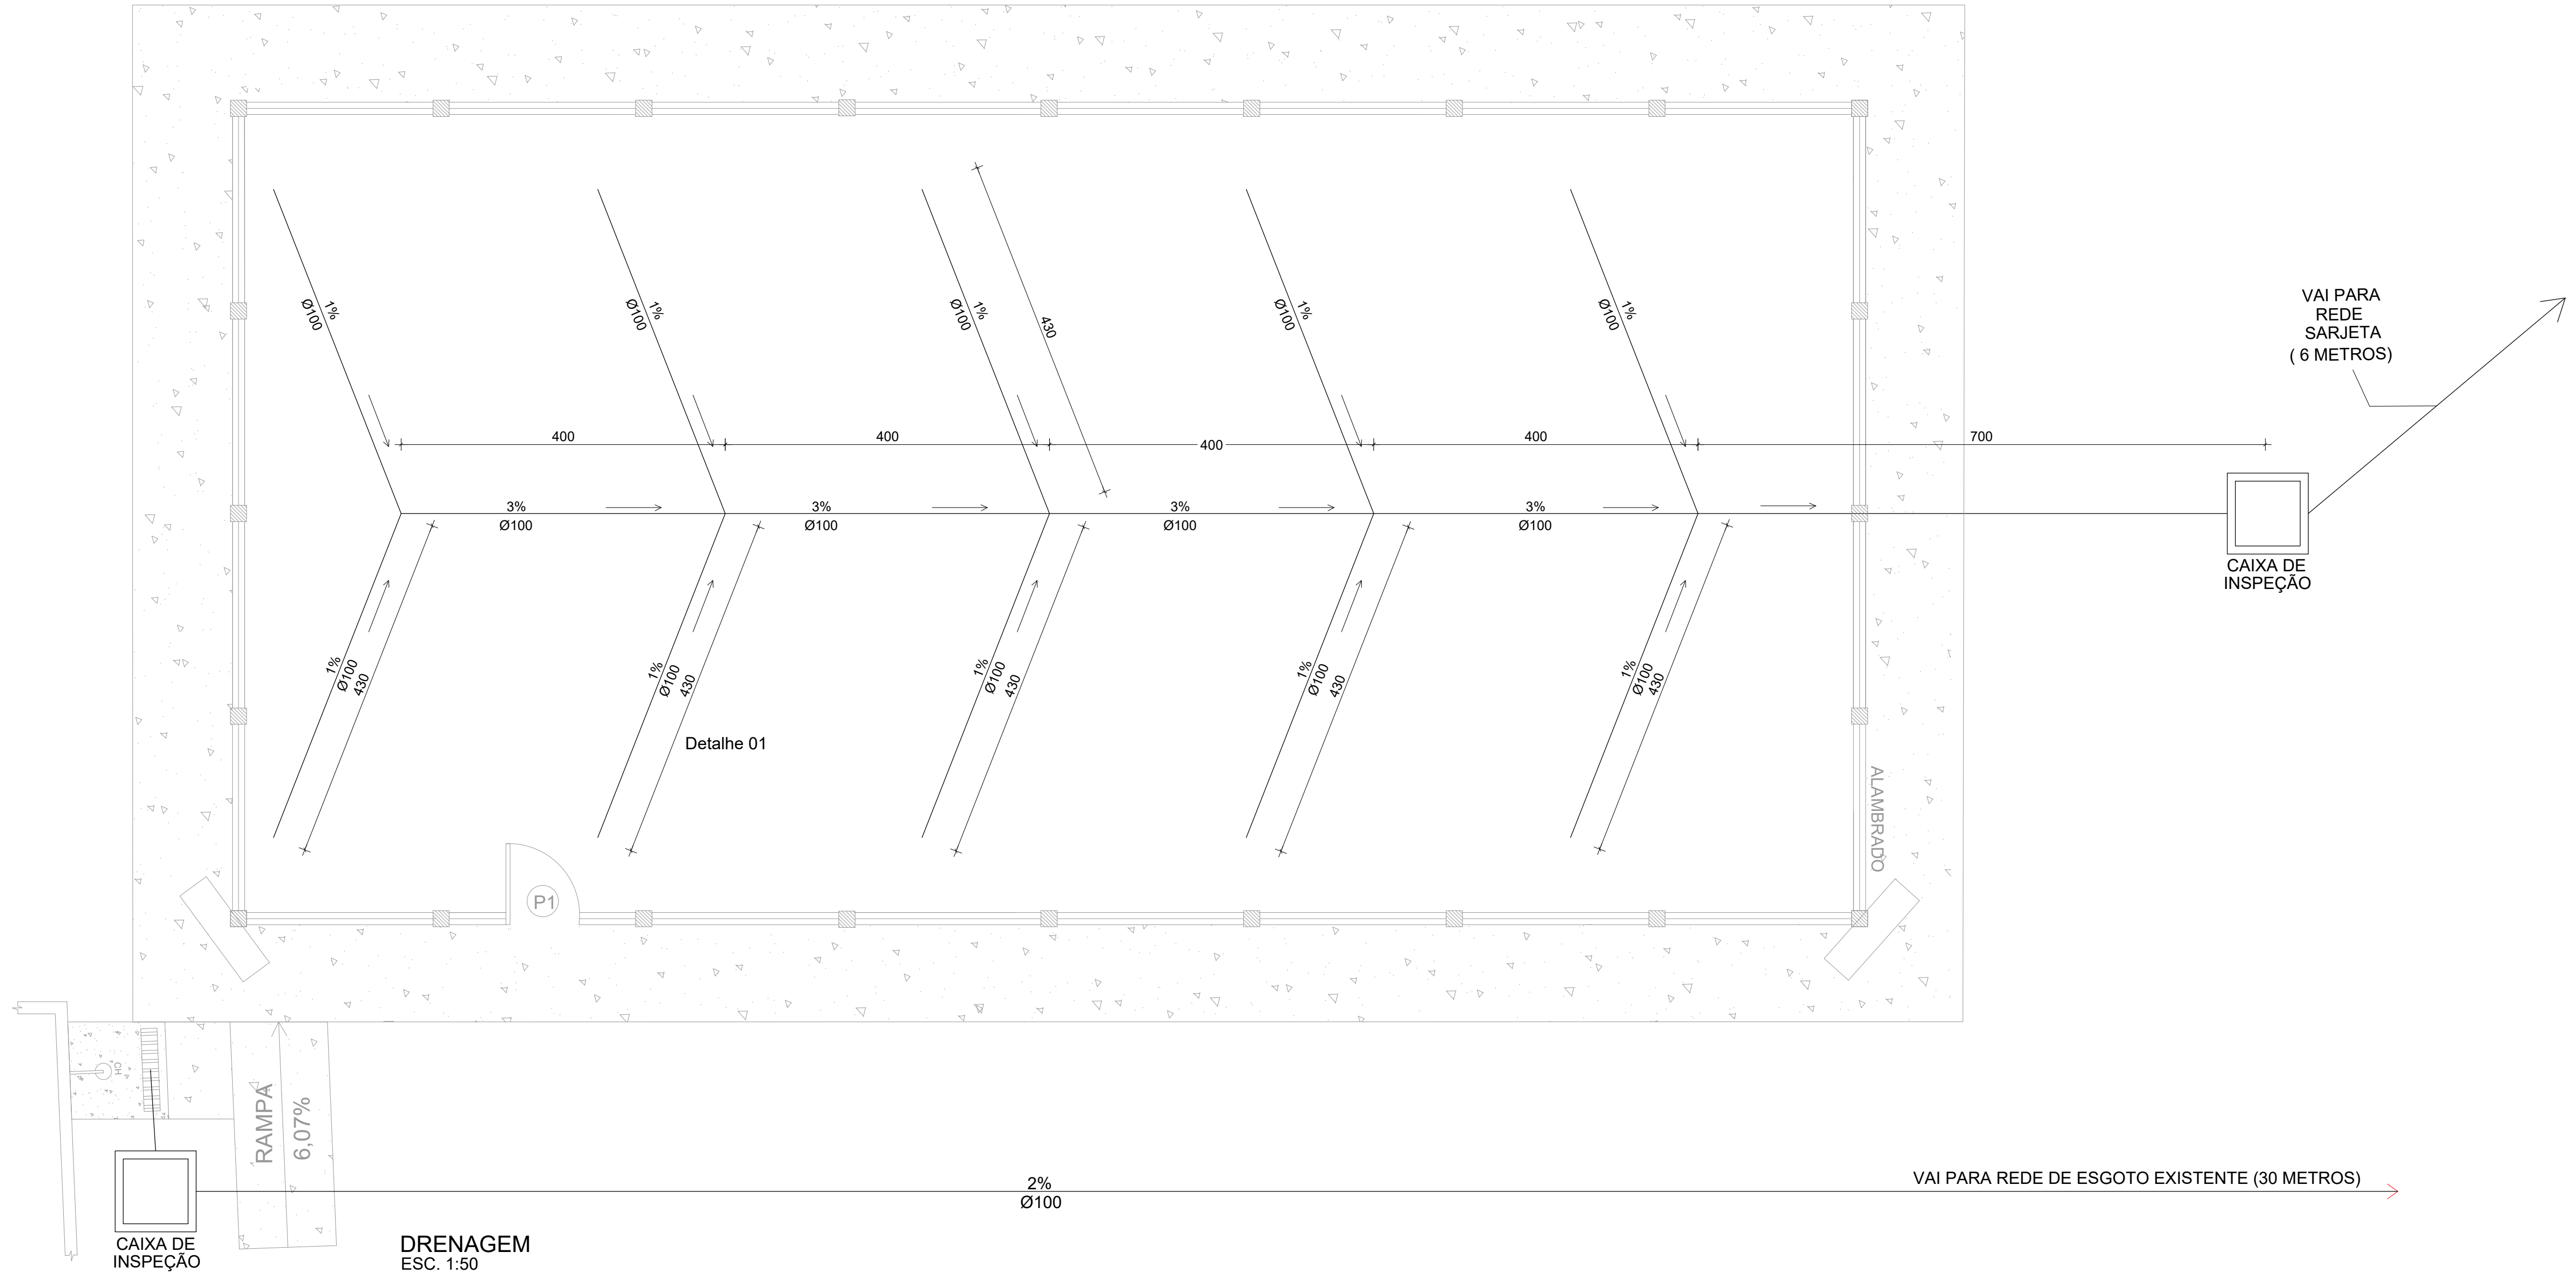 1%
Ø100
1%
Ø100
1%
Ø100
430
1%
Ø100
1%
Ø100
VAI PARA
REDE
SARJETA
( 6 METROS)
400
400
400
400
700
3%
Ø100
3%
Ø100
3%
Ø100
3%
Ø100
CAIXA DE
INSPEÇÃO
1%
Ø100
430
1%
Ø100
430
1%
Ø100
430
1%
Ø100
430
1%
Ø100
430
Detalhe 01
ALAMBRADO
P1
CH
RAMPA
6,07%
2%
Ø100
VAI PARA REDE DE ESGOTO EXISTENTE (30 METROS)
CAIXA DE
INSPEÇÃO
DRENAGEM
ESC. 1:50